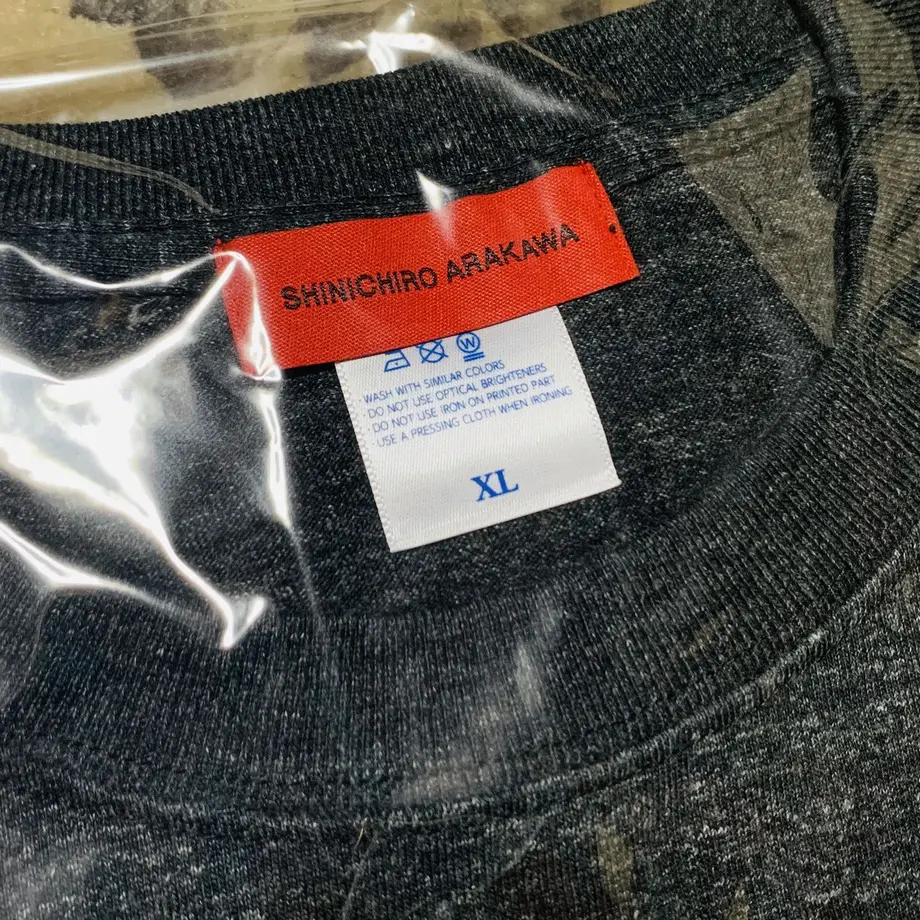 SHINICHIRO ARAKAWA
W
· WASH WITH SIMILAR COLORS
· DO NOT USE OPTICAL BRIGHTENERS
· DO NOT USE IRON ON PRINTED PART
· USE A PRESSING CLOTH WHEN IRONING
XL